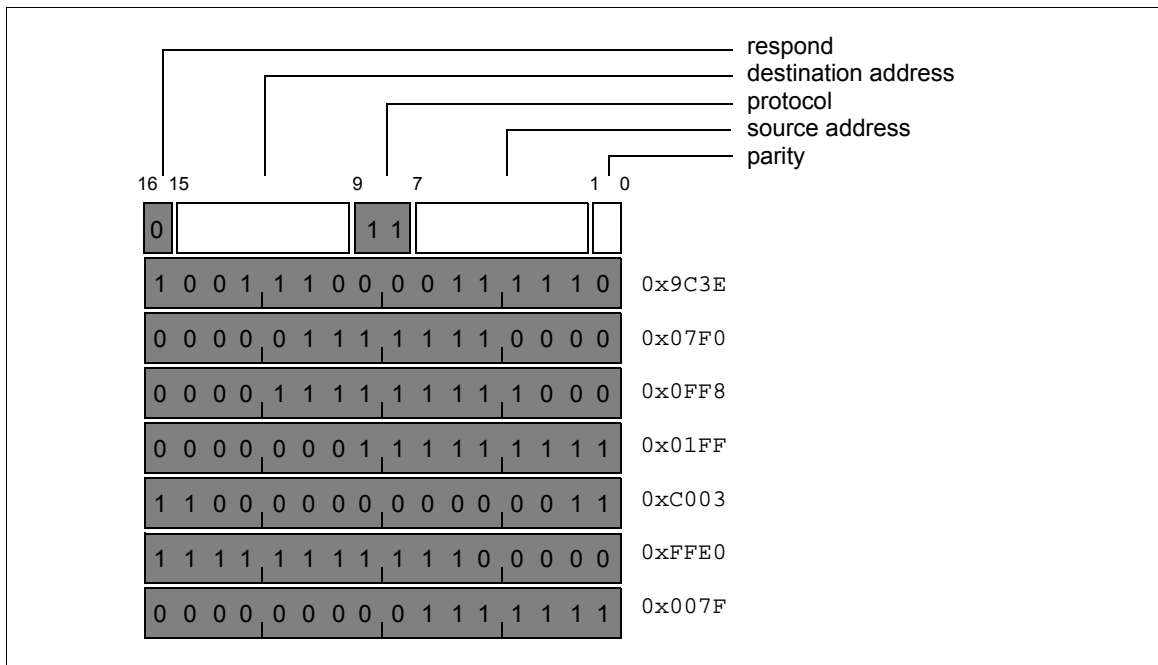 respond
destination address
protocol
source address
parity
16 15 9 7 1 0
0 1 1
1 0 0 1 1 1 0 0 0 0 1 1 1 1 1 0 0x9C3E
0 0 0 0 0 1 1 1 1 1 1 1 0 0 0 0 0x07F0
0 0 0 0 1 1 1 1 1 1 1 1 1 0 0 0 0x0FF8
0 0 0 0 0 0 0 1 1 1 1 1 1 1 1 1 0x01FF
1 1 0 0 0 0 0 0 0 0 0 0 0 0 1 1 0xC003
1 1 1 1 1 1 1 1 1 1 1 0 0 0 0 0 0xFFE0
0 0 0 0 0 0 0 0 0 1 1 1 1 1 1 1 0x007F